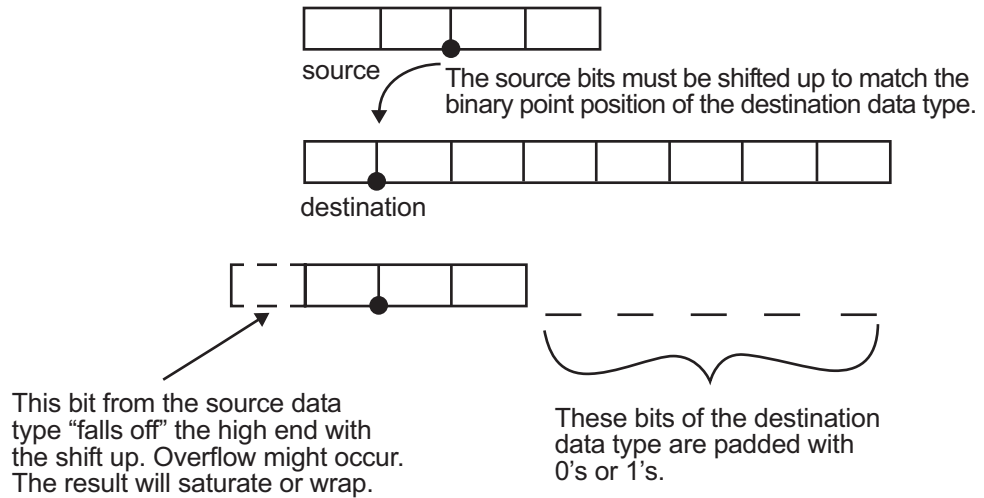 source
The source bits must be shifted up to match the
binary point position of the destination data type.
destination
This bit from the source data
type “falls off” the high end with
the shift up. Overflow might occur.
The result will saturate or wrap.
These bits of the destination
data type are padded with
0's or 1's.